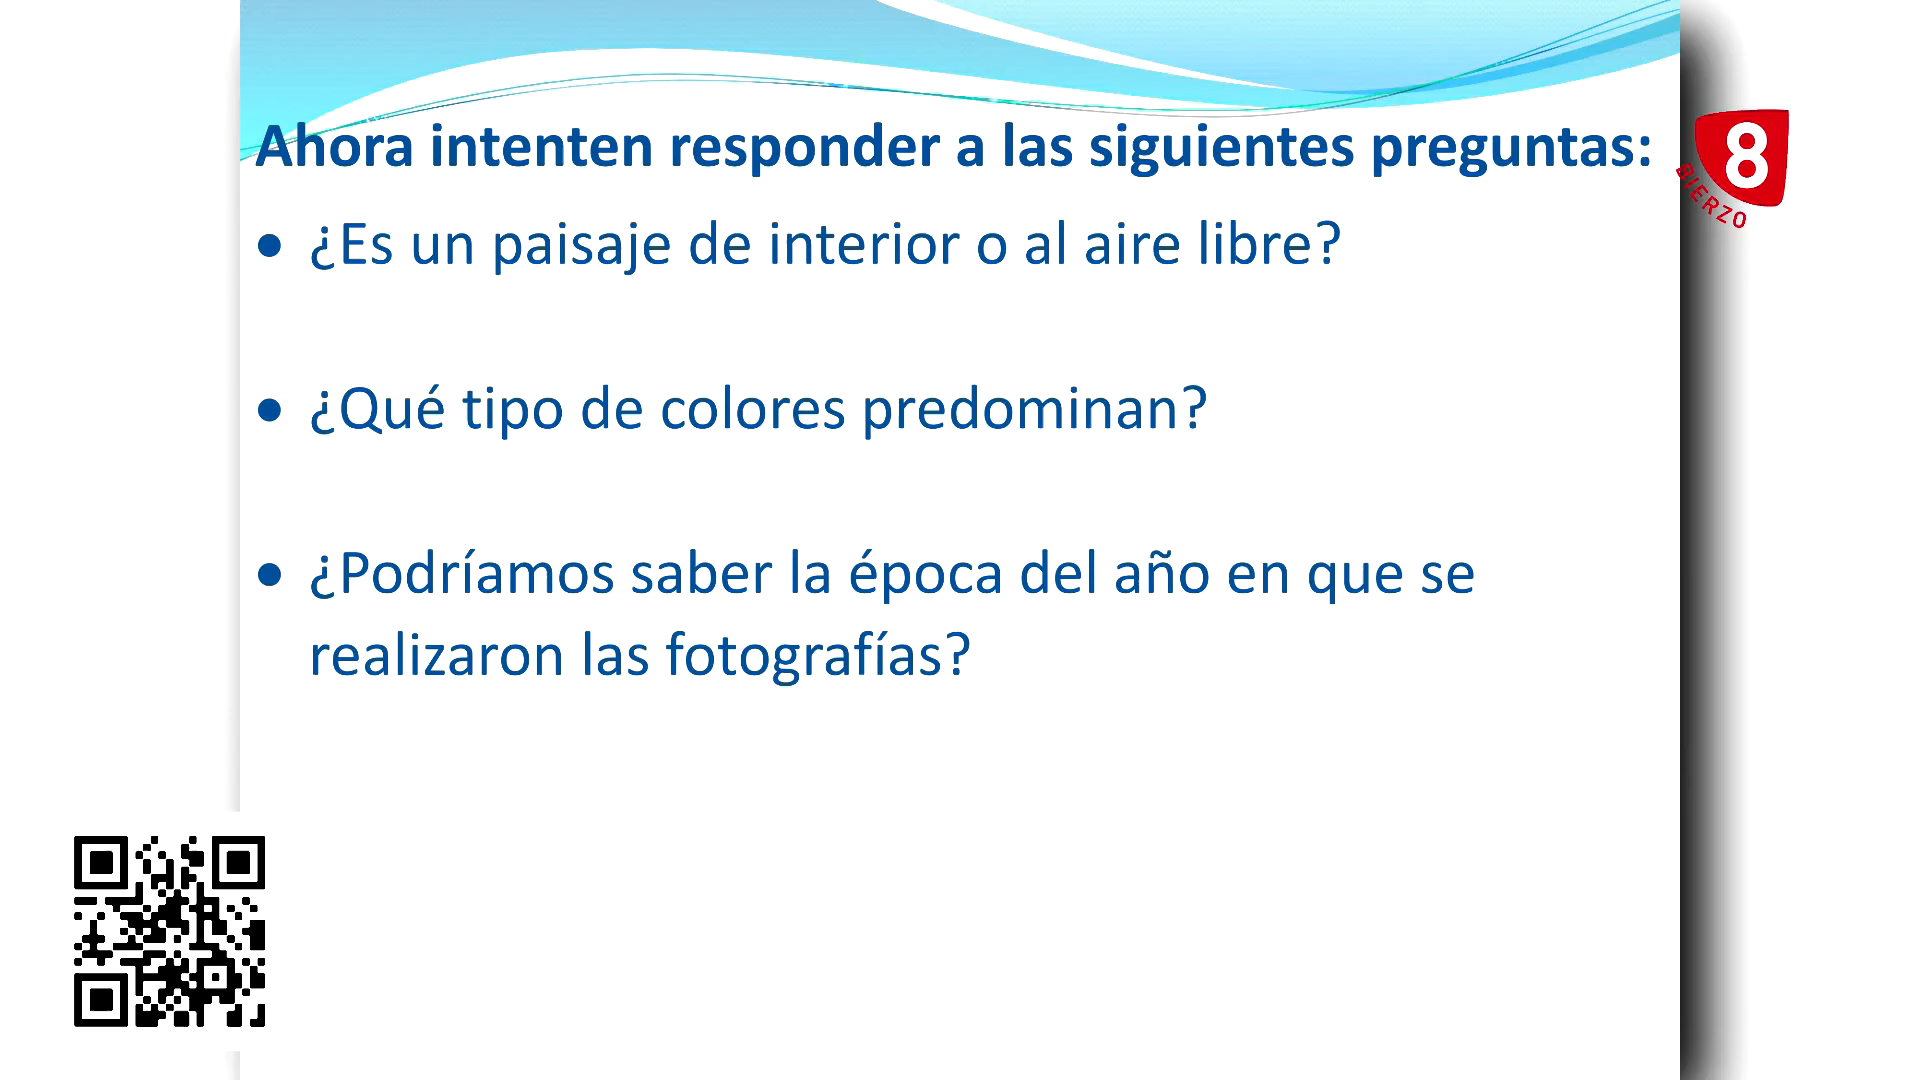 Ahora intenten responder a las siguientes preguntas:
• ¿Es un paisaje de interior o al aire libre?
• ¿Qué tipo de colores predominan?
• ¿Podríamos saber la época del año en que se
realizaron las fotografías?
8
BIERZO